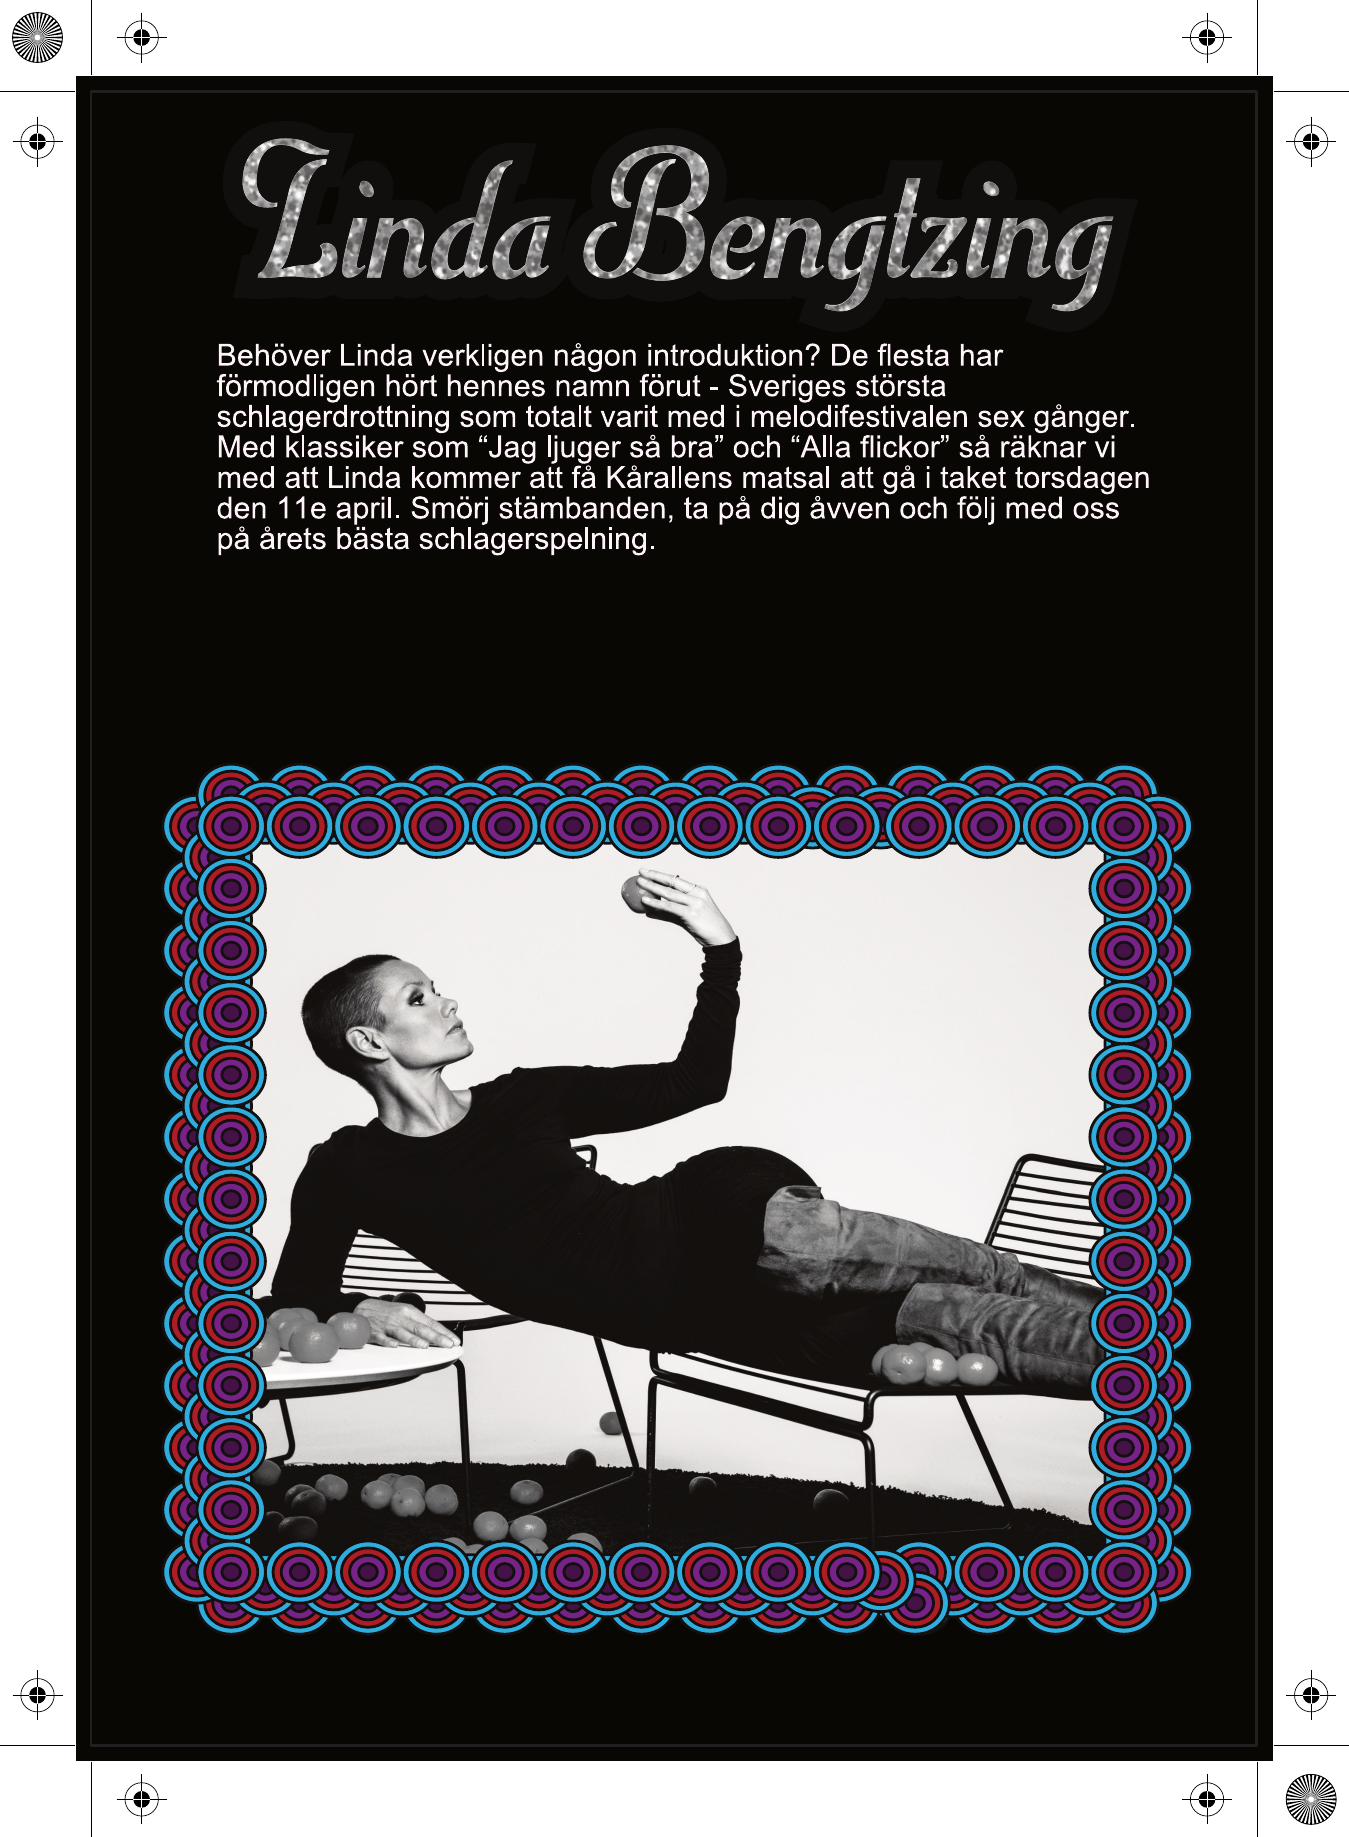 Linda Bengtzing
Behöver Linda verkligen någon introduktion? De flesta har
förmodligen hört hennes namn förut - Sveriges största
schlagerdrottning som totalt varit med i melodifestivalen sex gånger.
Med klassiker som “Jag ljuger så bra” och “Alla flickor” så räknar vi
med att Linda kommer att få Kårallens matsal att gå i taket torsdagen
den 11e april. Smörj stämbanden, ta på dig åvven och följ med oss
på årets bästa schlagerspelning.